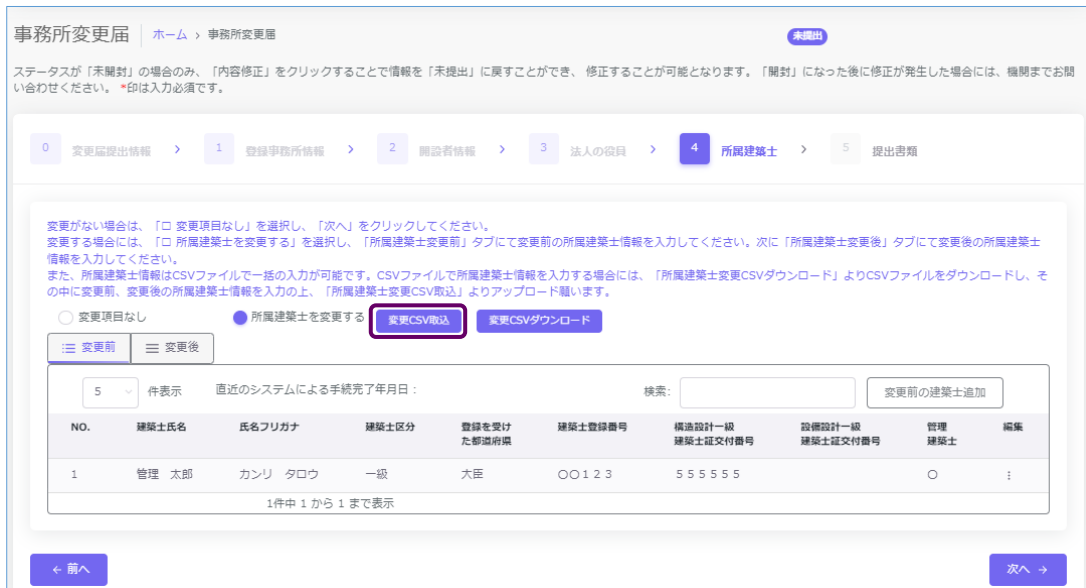 事務所変更届 ホーム › 事務所変更届 未提出
ステータスが「未開封」の場合のみ、「内容修正」をクリックすることで情報を「未提出」に戻すことができ、 修正することが可能となります。「開封」になった後に修正が発生した場合には、機関までお問
い合わせください。 *印は入力必須です。
0 変更届提出情報 › 1 登録事務所情報 › 2 開設者情報 › 3 法人の役員 › 4 所属建築士 › 5 提出書類
変更がない場合は、「□ 変更項目なし」を選択し、「次へ」をクリックしてください。
変更する場合には、「□ 所属建築士を変更する」を選択し、「所属建築士変更前」タブにて変更前の所属建築士情報を入力してください。次に「所属建築士変更後」タブにて変更後の所属建築士
情報を入力してください。
また、所属建築士情報はCSVファイルで一括の入力が可能です。CSVファイルで所属建築士情報を入力する場合には、「所属建築士変更CSVダウンロード」よりCSVファイルをダウンロードし、そ
の中に変更前、変更後の所属建築士情報を入力の上、「所属建築士変更CSV取込」よりアップロード願います。
変更項目なし 所属建築士を変更する 変更CSV取込 変更CSVダウンロード
変更前 変更後
5 件表示 直近のシステムによる手続完了年月日： 検索: 変更前の建築士追加
NO. 建築士氏名 氏名フリガナ 建築士区分 登録を受け 建築士登録番号 構造設計一級 設備設計一級 管理 編集
た都道府県 建築士証交付番号 建築士証交付番号 建築士
1 管理　太郎 カンリ　タロウ 一級 大臣 〇〇１２３ ５５５５５５ 〇 ⋮
1件中 1 から 1 まで表示
← 前へ 次へ →